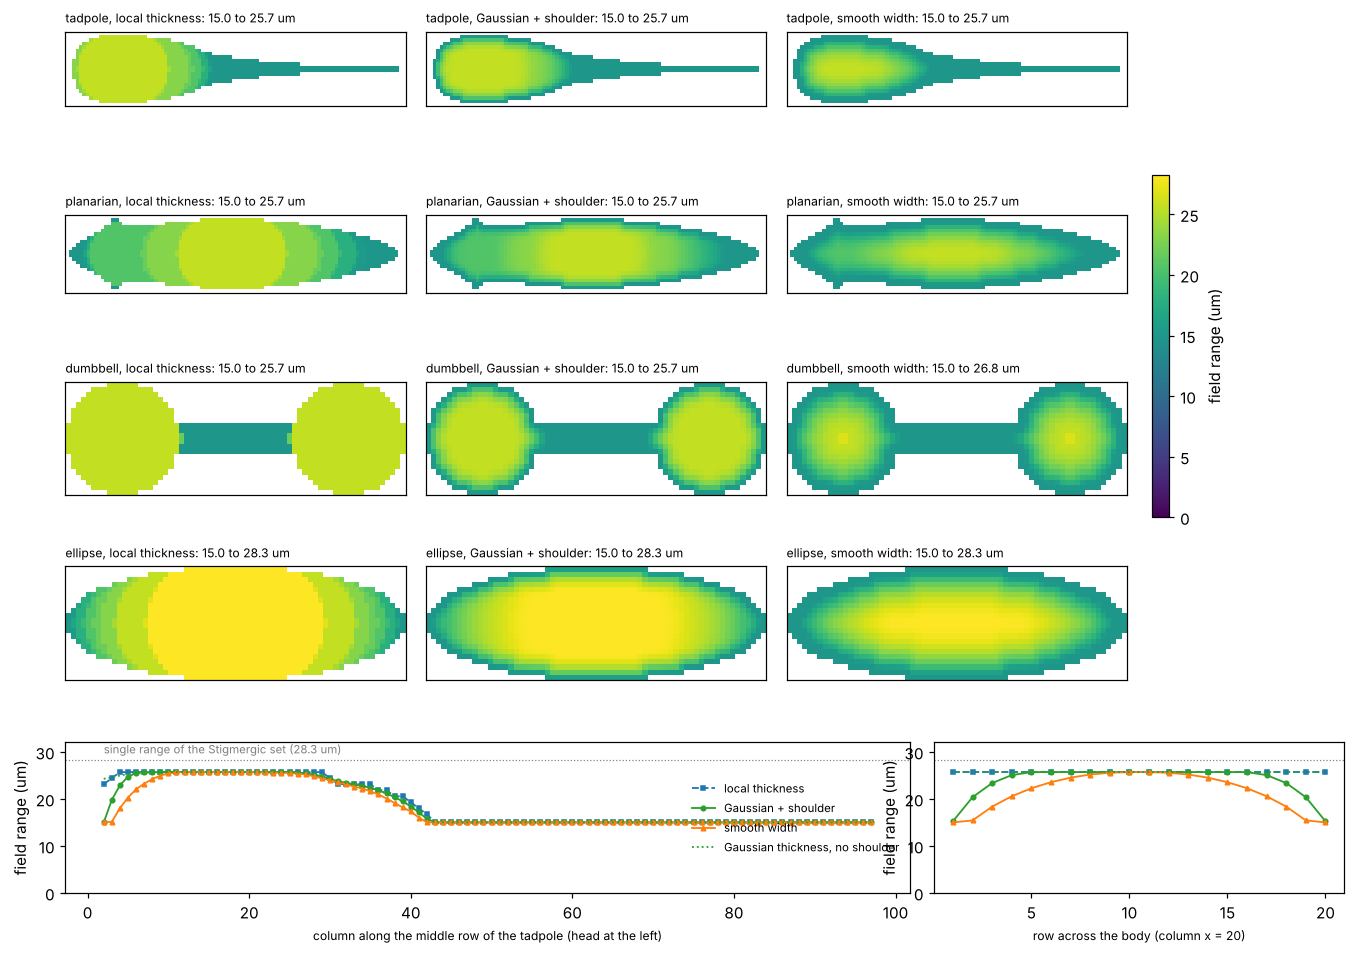 tadpole, local thickness: 15.0 to 25.7 um
tadpole, Gaussian + shoulder: 15.0 to 25.7 um
tadpole, smooth width: 15.0 to 25.7 um
planarian, local thickness: 15.0 to 25.7 um
planarian, Gaussian + shoulder: 15.0 to 25.7 um
planarian, smooth width: 15.0 to 25.7 um
dumbbell, local thickness: 15.0 to 25.7 um
dumbbell, Gaussian + shoulder: 15.0 to 25.7 um
dumbbell, smooth width: 15.0 to 26.8 um
25
20
15
10
5
0
field range (um)
ellipse, local thickness: 15.0 to 28.3 um
ellipse, Gaussian + shoulder: 15.0 to 28.3 um
ellipse, smooth width: 15.0 to 28.3 um
field range (um)
30
20
10
0
single range of the Stigmergic set (28.3 um)
local thickness
Gaussian + shoulder
smooth width
Gaussian thickness, no shoulder
0 20 40 60 80 100
column along the middle row of the tadpole (head at the left)
field range (um)
30
20
10
0
5 10 15 20
row across the body (column x = 20)